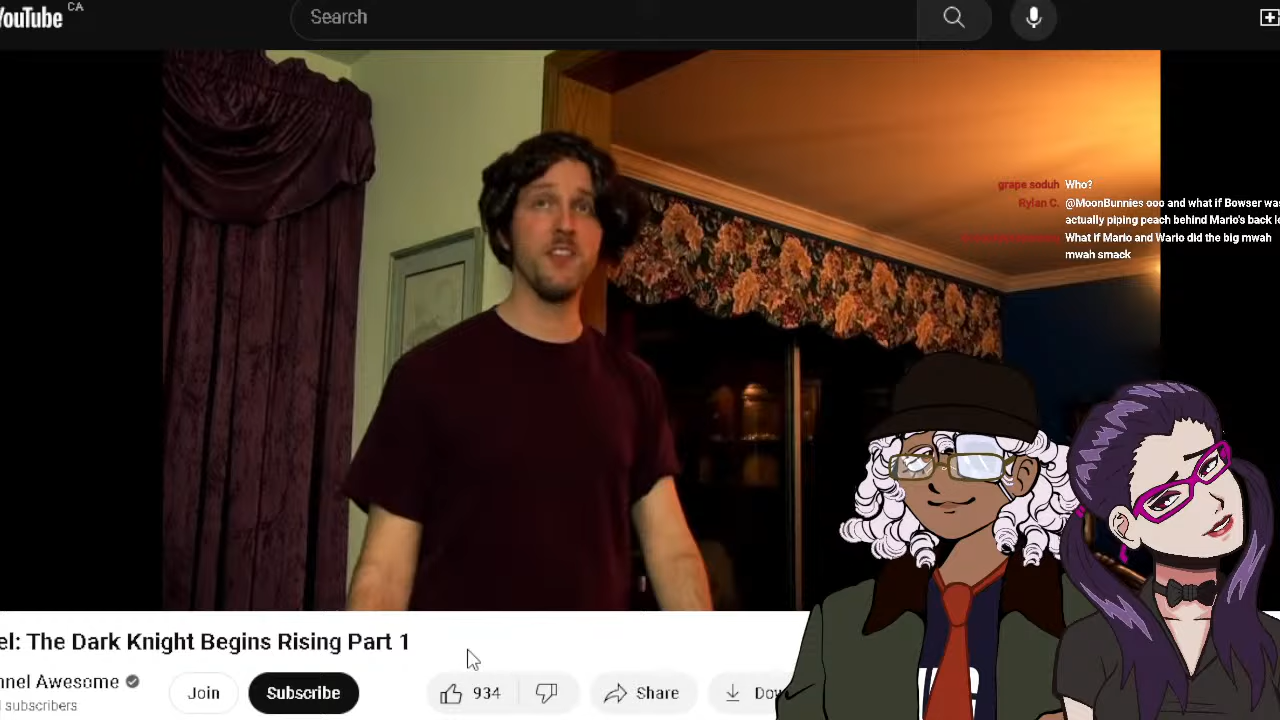 YouTube CA
Search
grape soduh Who?
Rylan C. @MoonBunnies ooo and what if Bowser was
actually piping peach behind Mario's back
What if Mario and Wario did the big mwah
mwah smack
el: The Dark Knight Begins Rising Part 1
nnel Awesome
subscribers
Join
Subscribe
934
Share
Dow